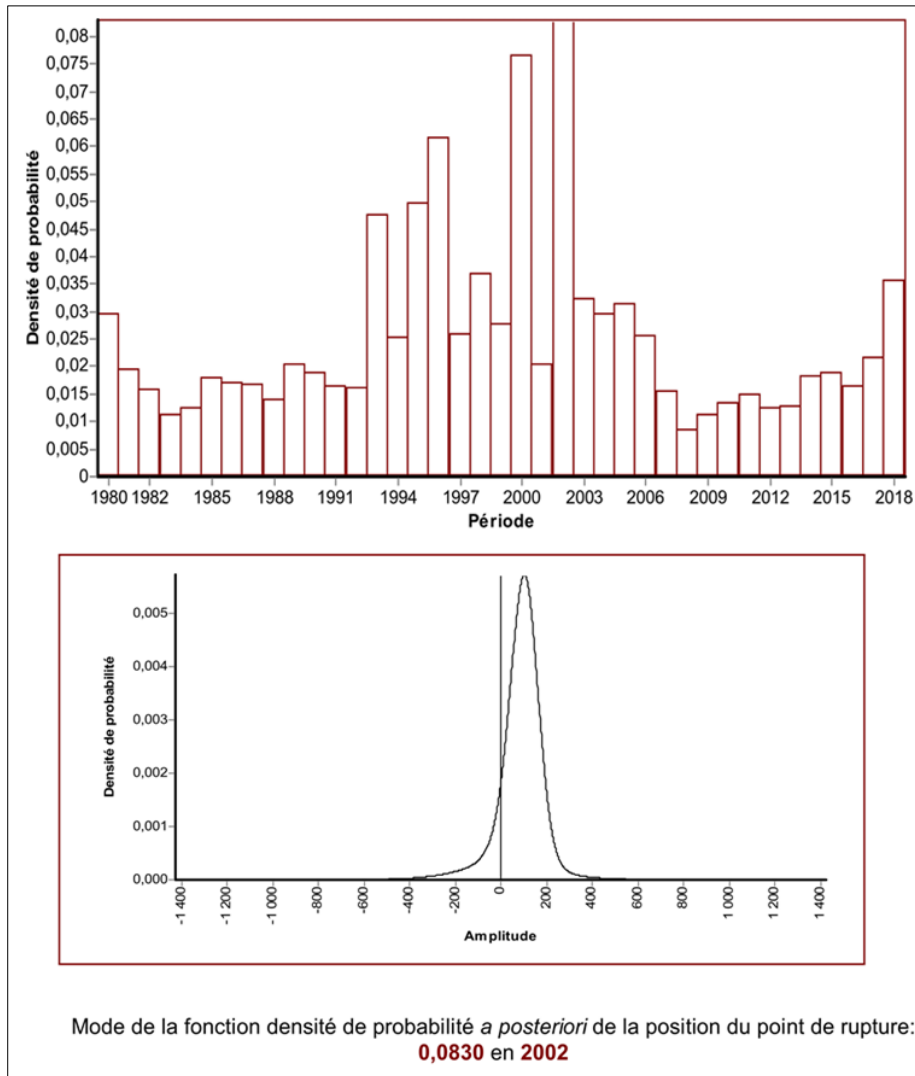 0,08
0,075
0,07
0,065
0,06
0,055
0,05
0,045
0,04
0,035
0,03
0,025
0,02
0,015
0,01
0,005
0
Densité de probabilité
1980 1982 1985 1988 1991 1994 1997 2000 2003 2006 2009 2012 2015 2018
Période
0,005
0,004
0,003
0,002
0,001
0,000
Densité de probabilité
-1 400 -1 200 -1 000 -800 -600 -400 -200 0 200 400 600 800 1 000 1 200 1 400
Amplitude
Mode de la fonction densité de probabilité a posteriori de la position du point de rupture:
0,0830 en 2002